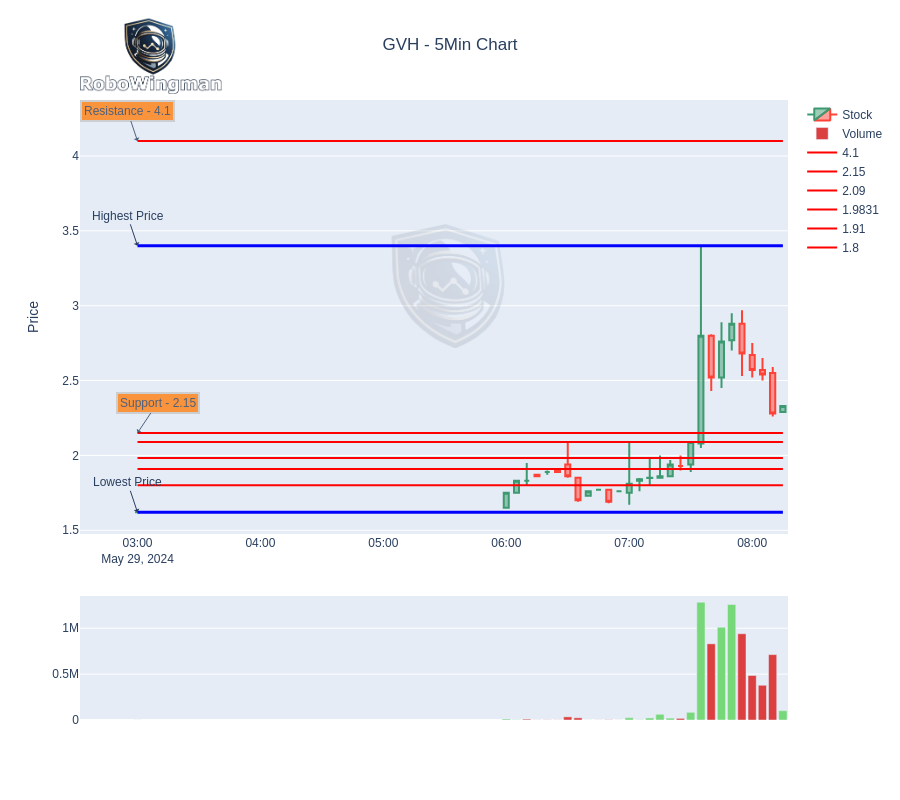 GVH - 5Min Chart
RoboWingman
Resistance - 4.1
Stock
Volume
4.1
2.15
2.09
1.9831
1.91
1.8
4
Highest Price
3.5
Price
3
2.5
Support - 2.15
2
Lowest Price
1.5
03:00
04:00
05:00
06:00
07:00
08:00
May 29, 2024
1M
0.5M
0